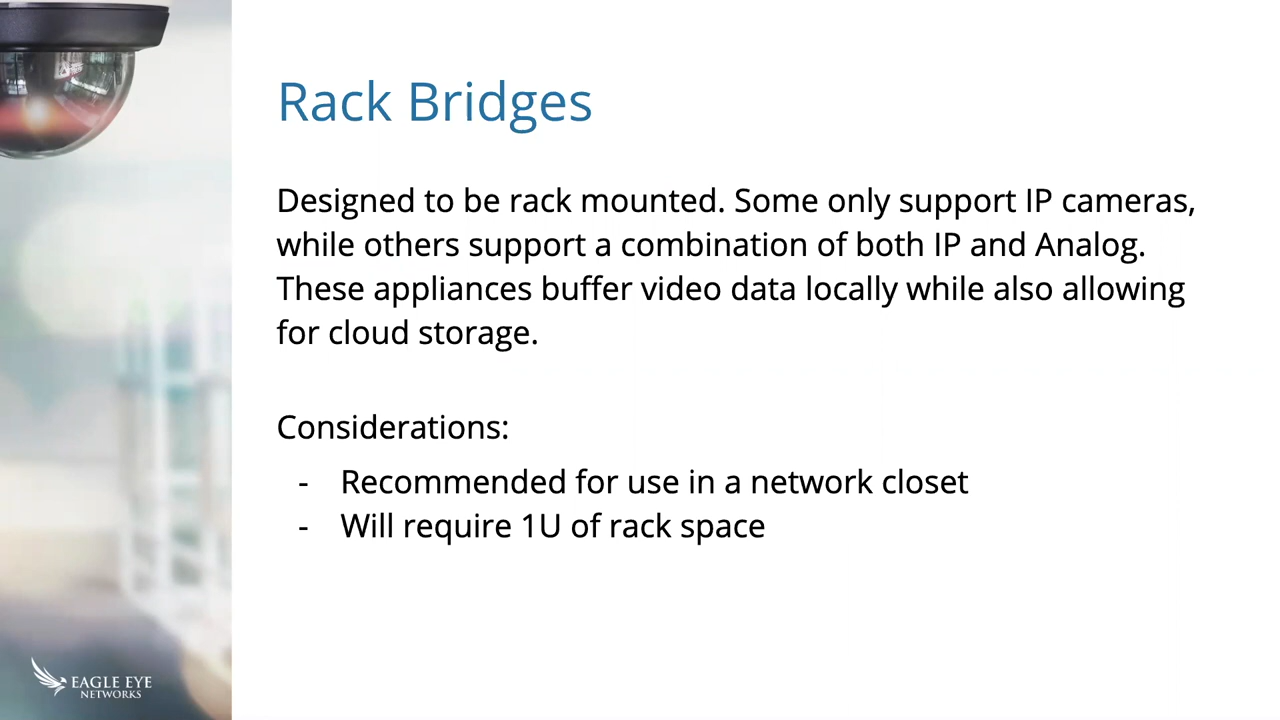 Rack Bridges
Designed to be rack mounted. Some only support IP cameras,
while others support a combination of both IP and Analog.
These appliances buffer video data locally while also allowing
for cloud storage.
Considerations:
- Recommended for use in a network closet
- Will require 1U of rack space
EAGLE EYE
NETWORKS